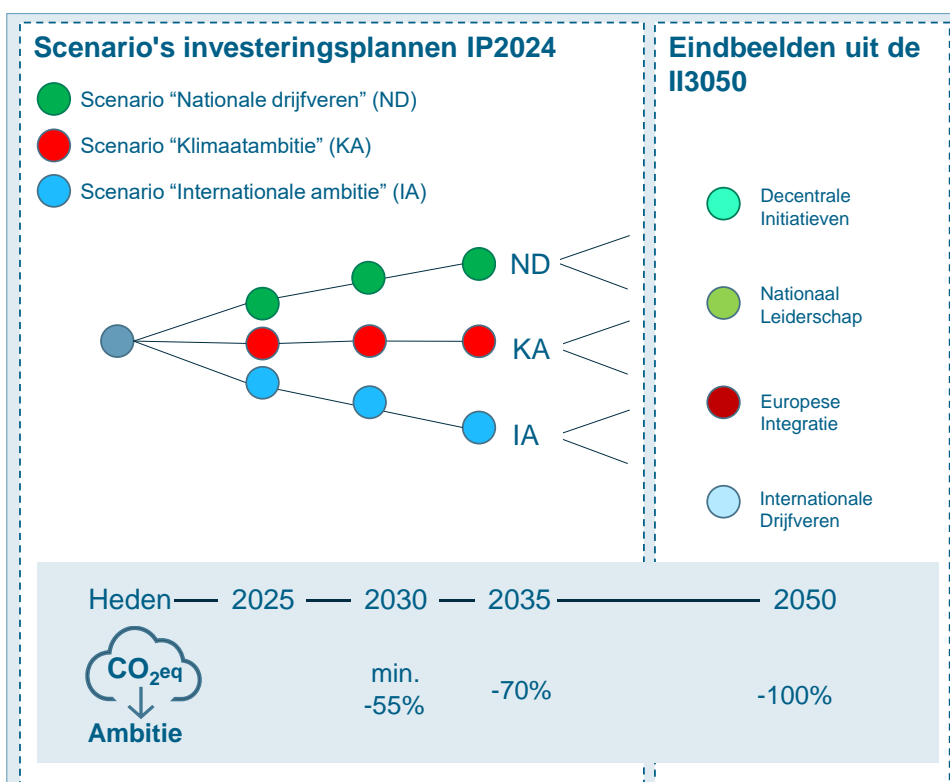 Scenario's investeringsplannen IP2024
Scenario “Nationale drijfveren” (ND)
Scenario “Klimaatambitie” (KA)
Scenario “Internationale ambitie” (IA)
ND
KA
IA
Eindbeelden uit de
II3050
Decentrale
Initiatieven
Nationaal
Leiderschap
Europese
Integratie
Internationale
Drijfveren
Heden 2025 2030 2035 2050
CO2eq
Ambitie
min.
-55%
-70%
-100%